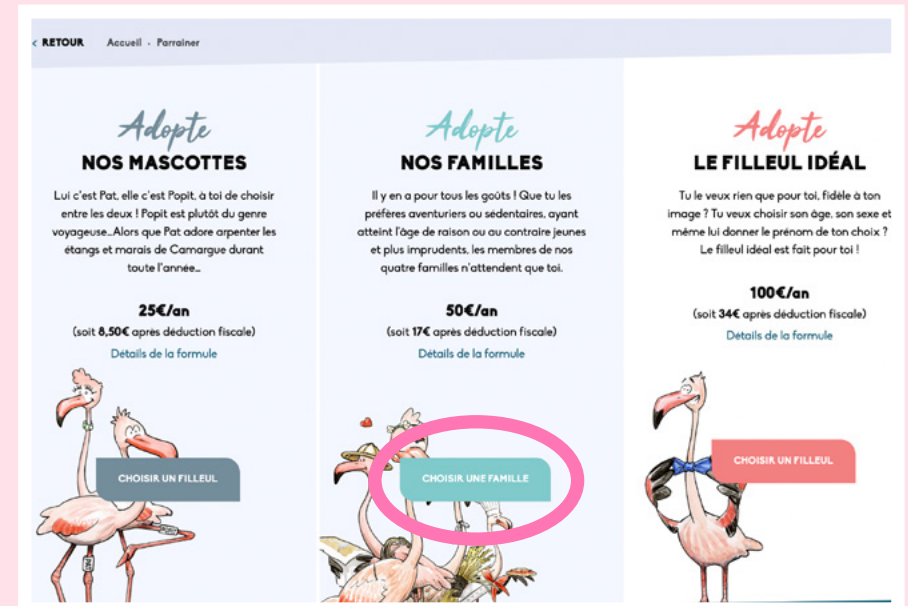 < RETOUR Accueil · Parrainer
Adopte
NOS MASCOTTES
Lui c'est Pat, elle c'est Popit, à toi de choisir
entre les deux ! Popit est plutôt du genre
voyageuse...Alors que Pat adore arpenter les
étangs et marais de Camargue durant
toute l'année...
25€/an
(soit 8,50€ après déduction fiscale)
Détails de la formule
CHOISIR UN FILLEUL
PAT
Adopte
NOS FAMILLES
Il y en a pour tous les goûts ! Que tu les
préfères aventuriers ou sédentaires, ayant
atteint l'âge de raison ou au contraire jeunes
et plus imprudents, les membres de nos
quatre familles n'attendent que toi.
50€/an
(soit 17€ après déduction fiscale)
Détails de la formule
CHOISIR UNE FAMILLE
Adopte
LE FILLEUL IDÉAL
Tu le veux rien que pour toi, fidèle à ton
image ? Tu veux choisir son âge, son sexe et
même lui donner le prénom de ton choix ?
Le filleul idéal est fait pour toi !
100€/an
(soit 34€ après déduction fiscale)
Détails de la formule
CHOISIR UN FILLEUL